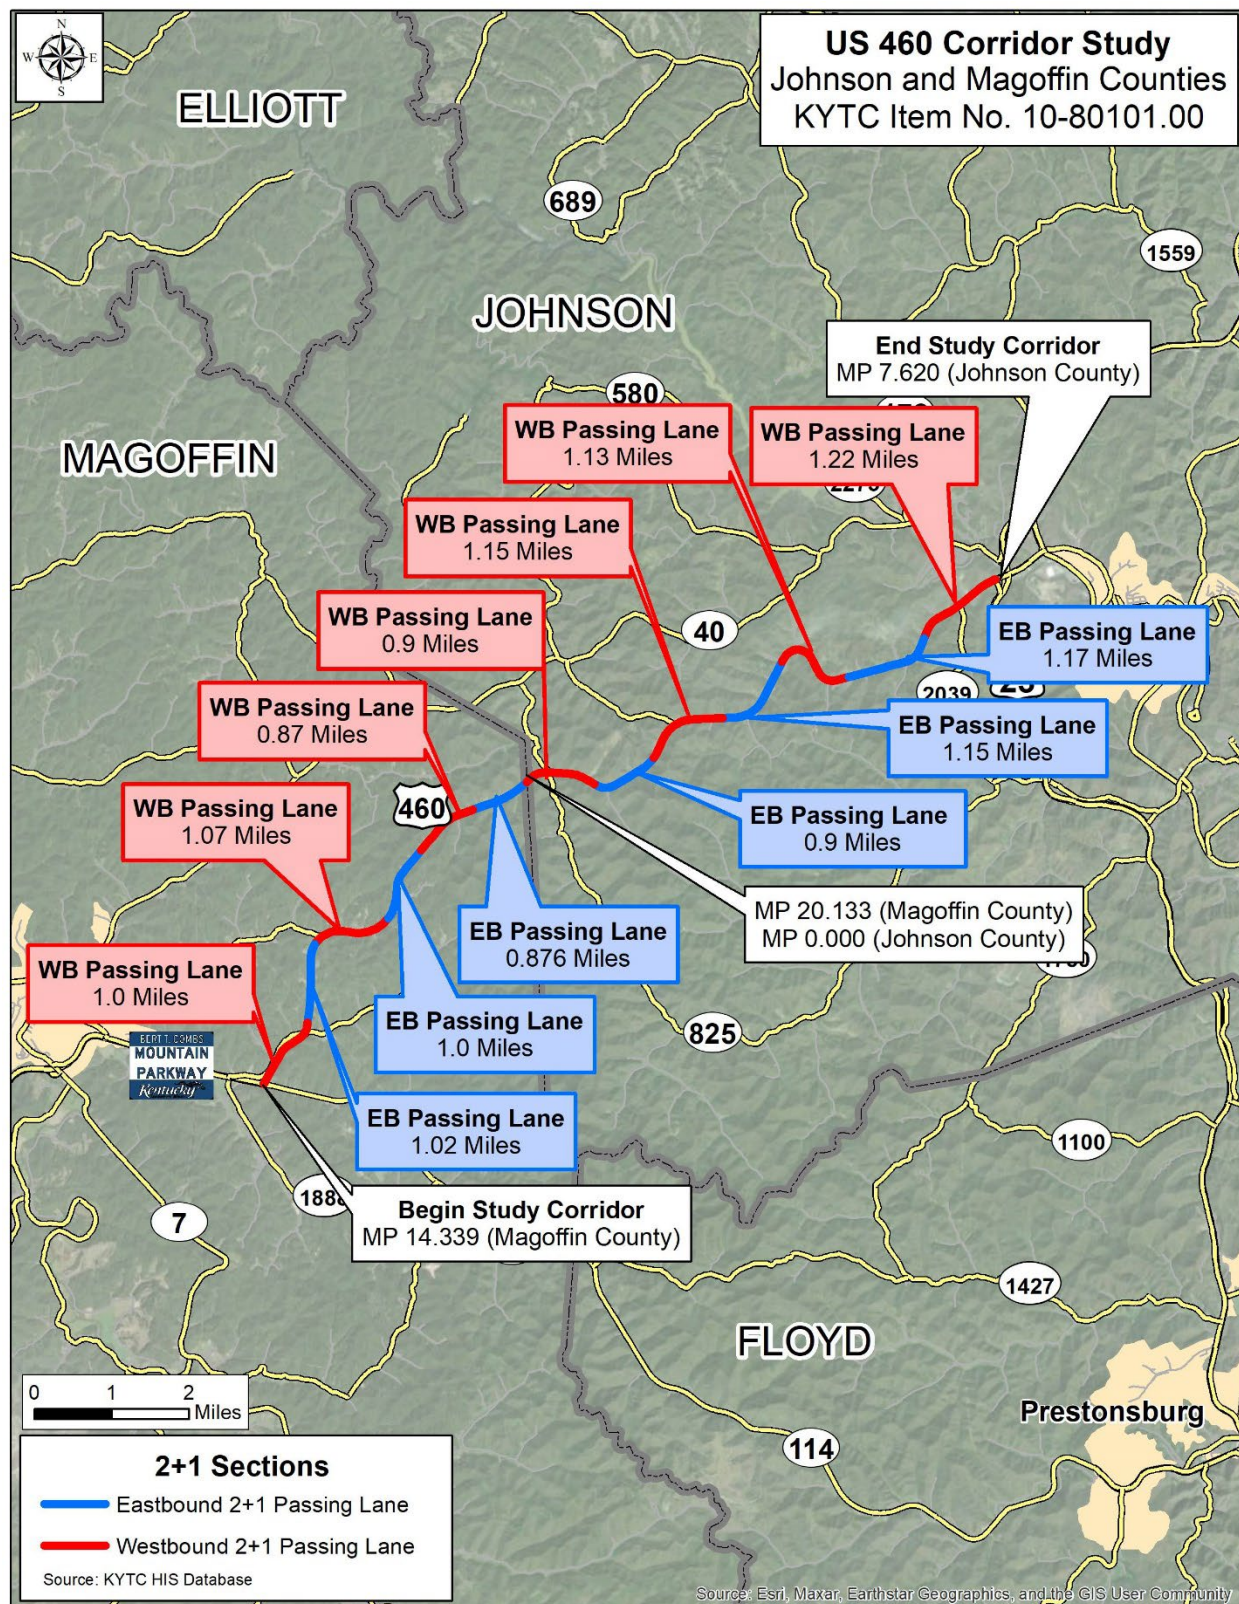 N
W E
S
US 460 Corridor Study
Johnson and Magoffin Counties
KYTC Item No. 10-80101.00
ELLIOTT
689
1559
JOHNSON
End Study Corridor
MP 7.620 (Johnson County)
580
WB Passing Lane
1.13 Miles
WB Passing Lane
1.22 Miles
MAGOFFIN
WB Passing Lane
1.15 Miles
WB Passing Lane
0.9 Miles
40
EB Passing Lane
1.17 Miles
2039
WB Passing Lane
0.87 Miles
EB Passing Lane
1.15 Miles
460
WB Passing Lane
1.07 Miles
EB Passing Lane
0.9 Miles
MP 20.133 (Magoffin County)
MP 0.000 (Johnson County)
EB Passing Lane
0.876 Miles
WB Passing Lane
1.0 Miles
EB Passing Lane
1.0 Miles
825
BERT T. COMBS
MOUNTAIN
PARKWAY
Kentucky
EB Passing Lane
1.02 Miles
1100
1888
7
Begin Study Corridor
MP 14.339 (Magoffin County)
1427
FLOYD
0 1 2
Miles
Prestonsburg
114
2+1 Sections
Eastbound 2+1 Passing Lane
Westbound 2+1 Passing Lane
Source: KYTC HIS Database
Source: Esri, Maxar, Earthstar Geographics, and the GIS User Community